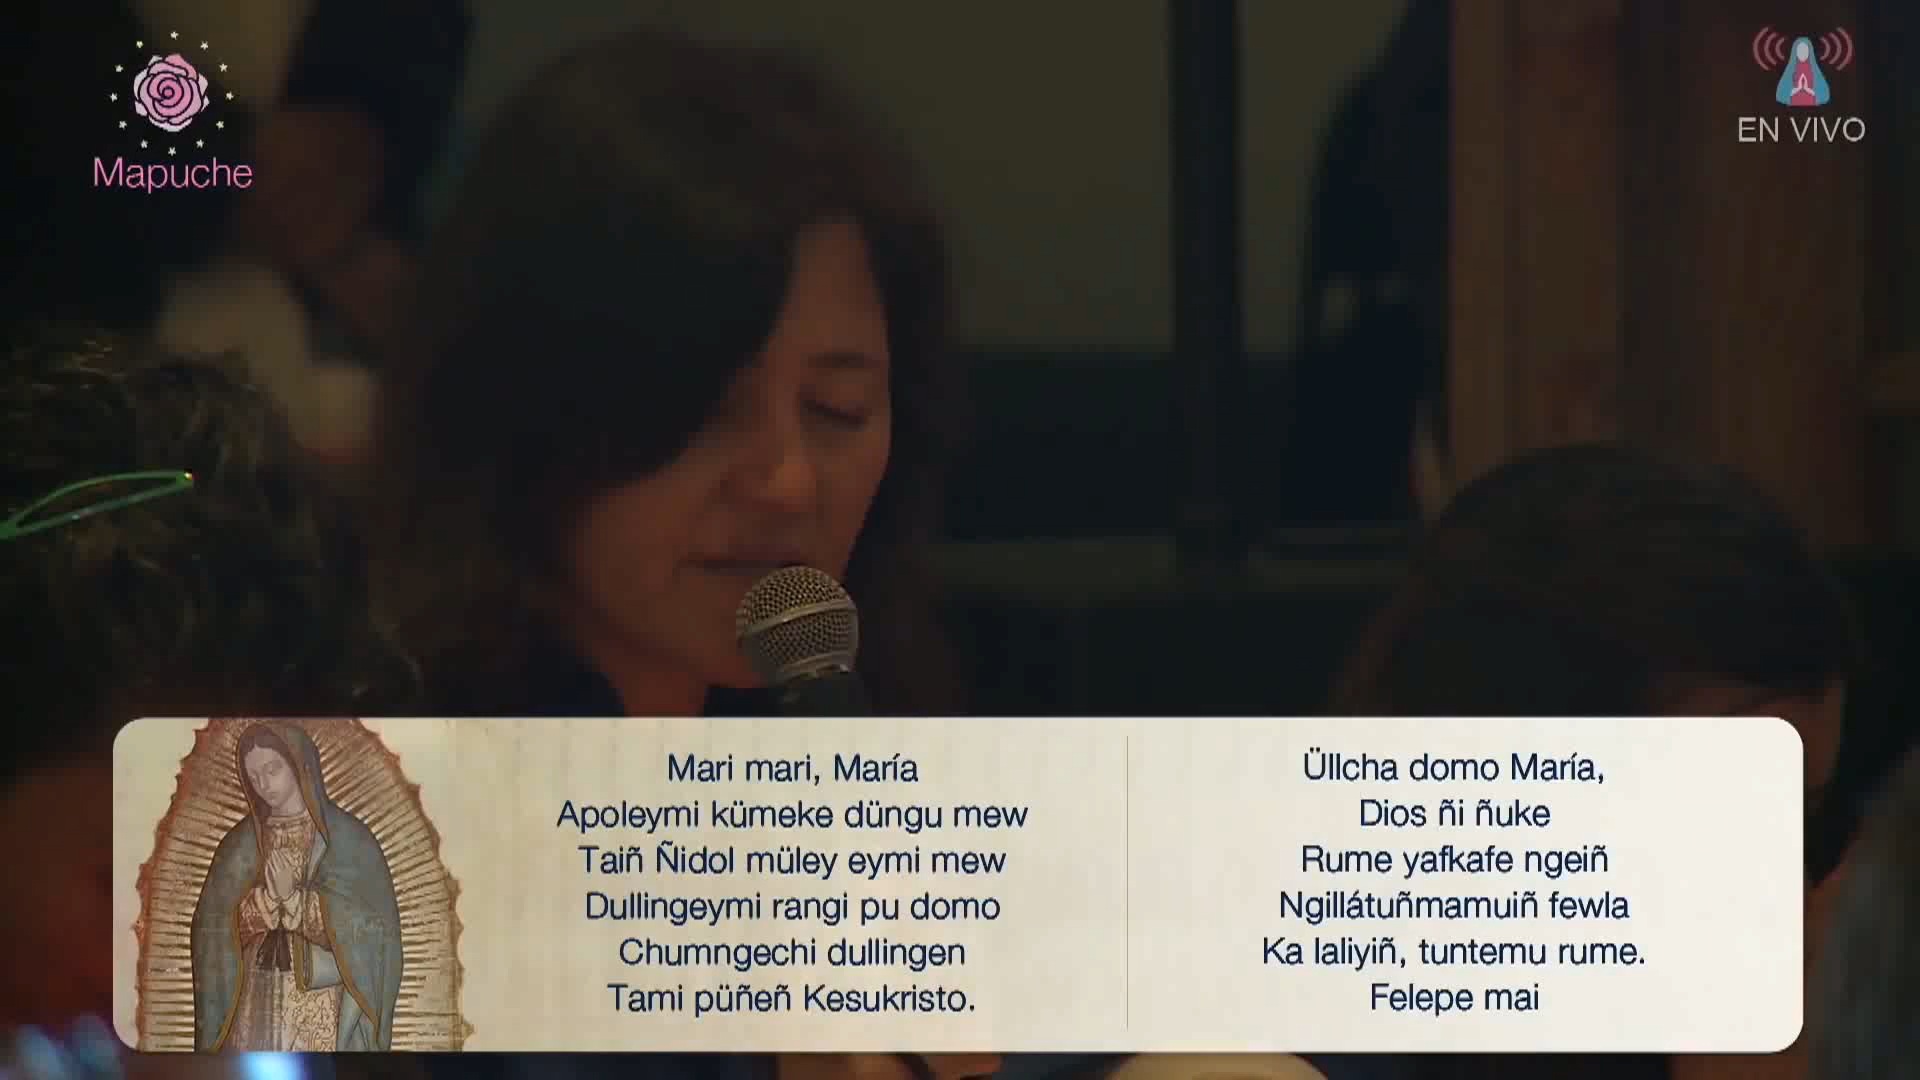 Mapuche
EN VIVO
Mari mari, María
Apoleymi kümeke düngu mew
Taiñ Ñidol müley eymi mew
Dullingeymi rangi pu domo
Chumngechi dullingen
Tami püñeñ Kesukristo.
Üllcha domo María,
Dios ñi ñuke
Rume yafkafe ngeiñ
Ngillátuñmamuiñ fewla
Ka laliyiñ, tuntemu rume.
Felepe mai